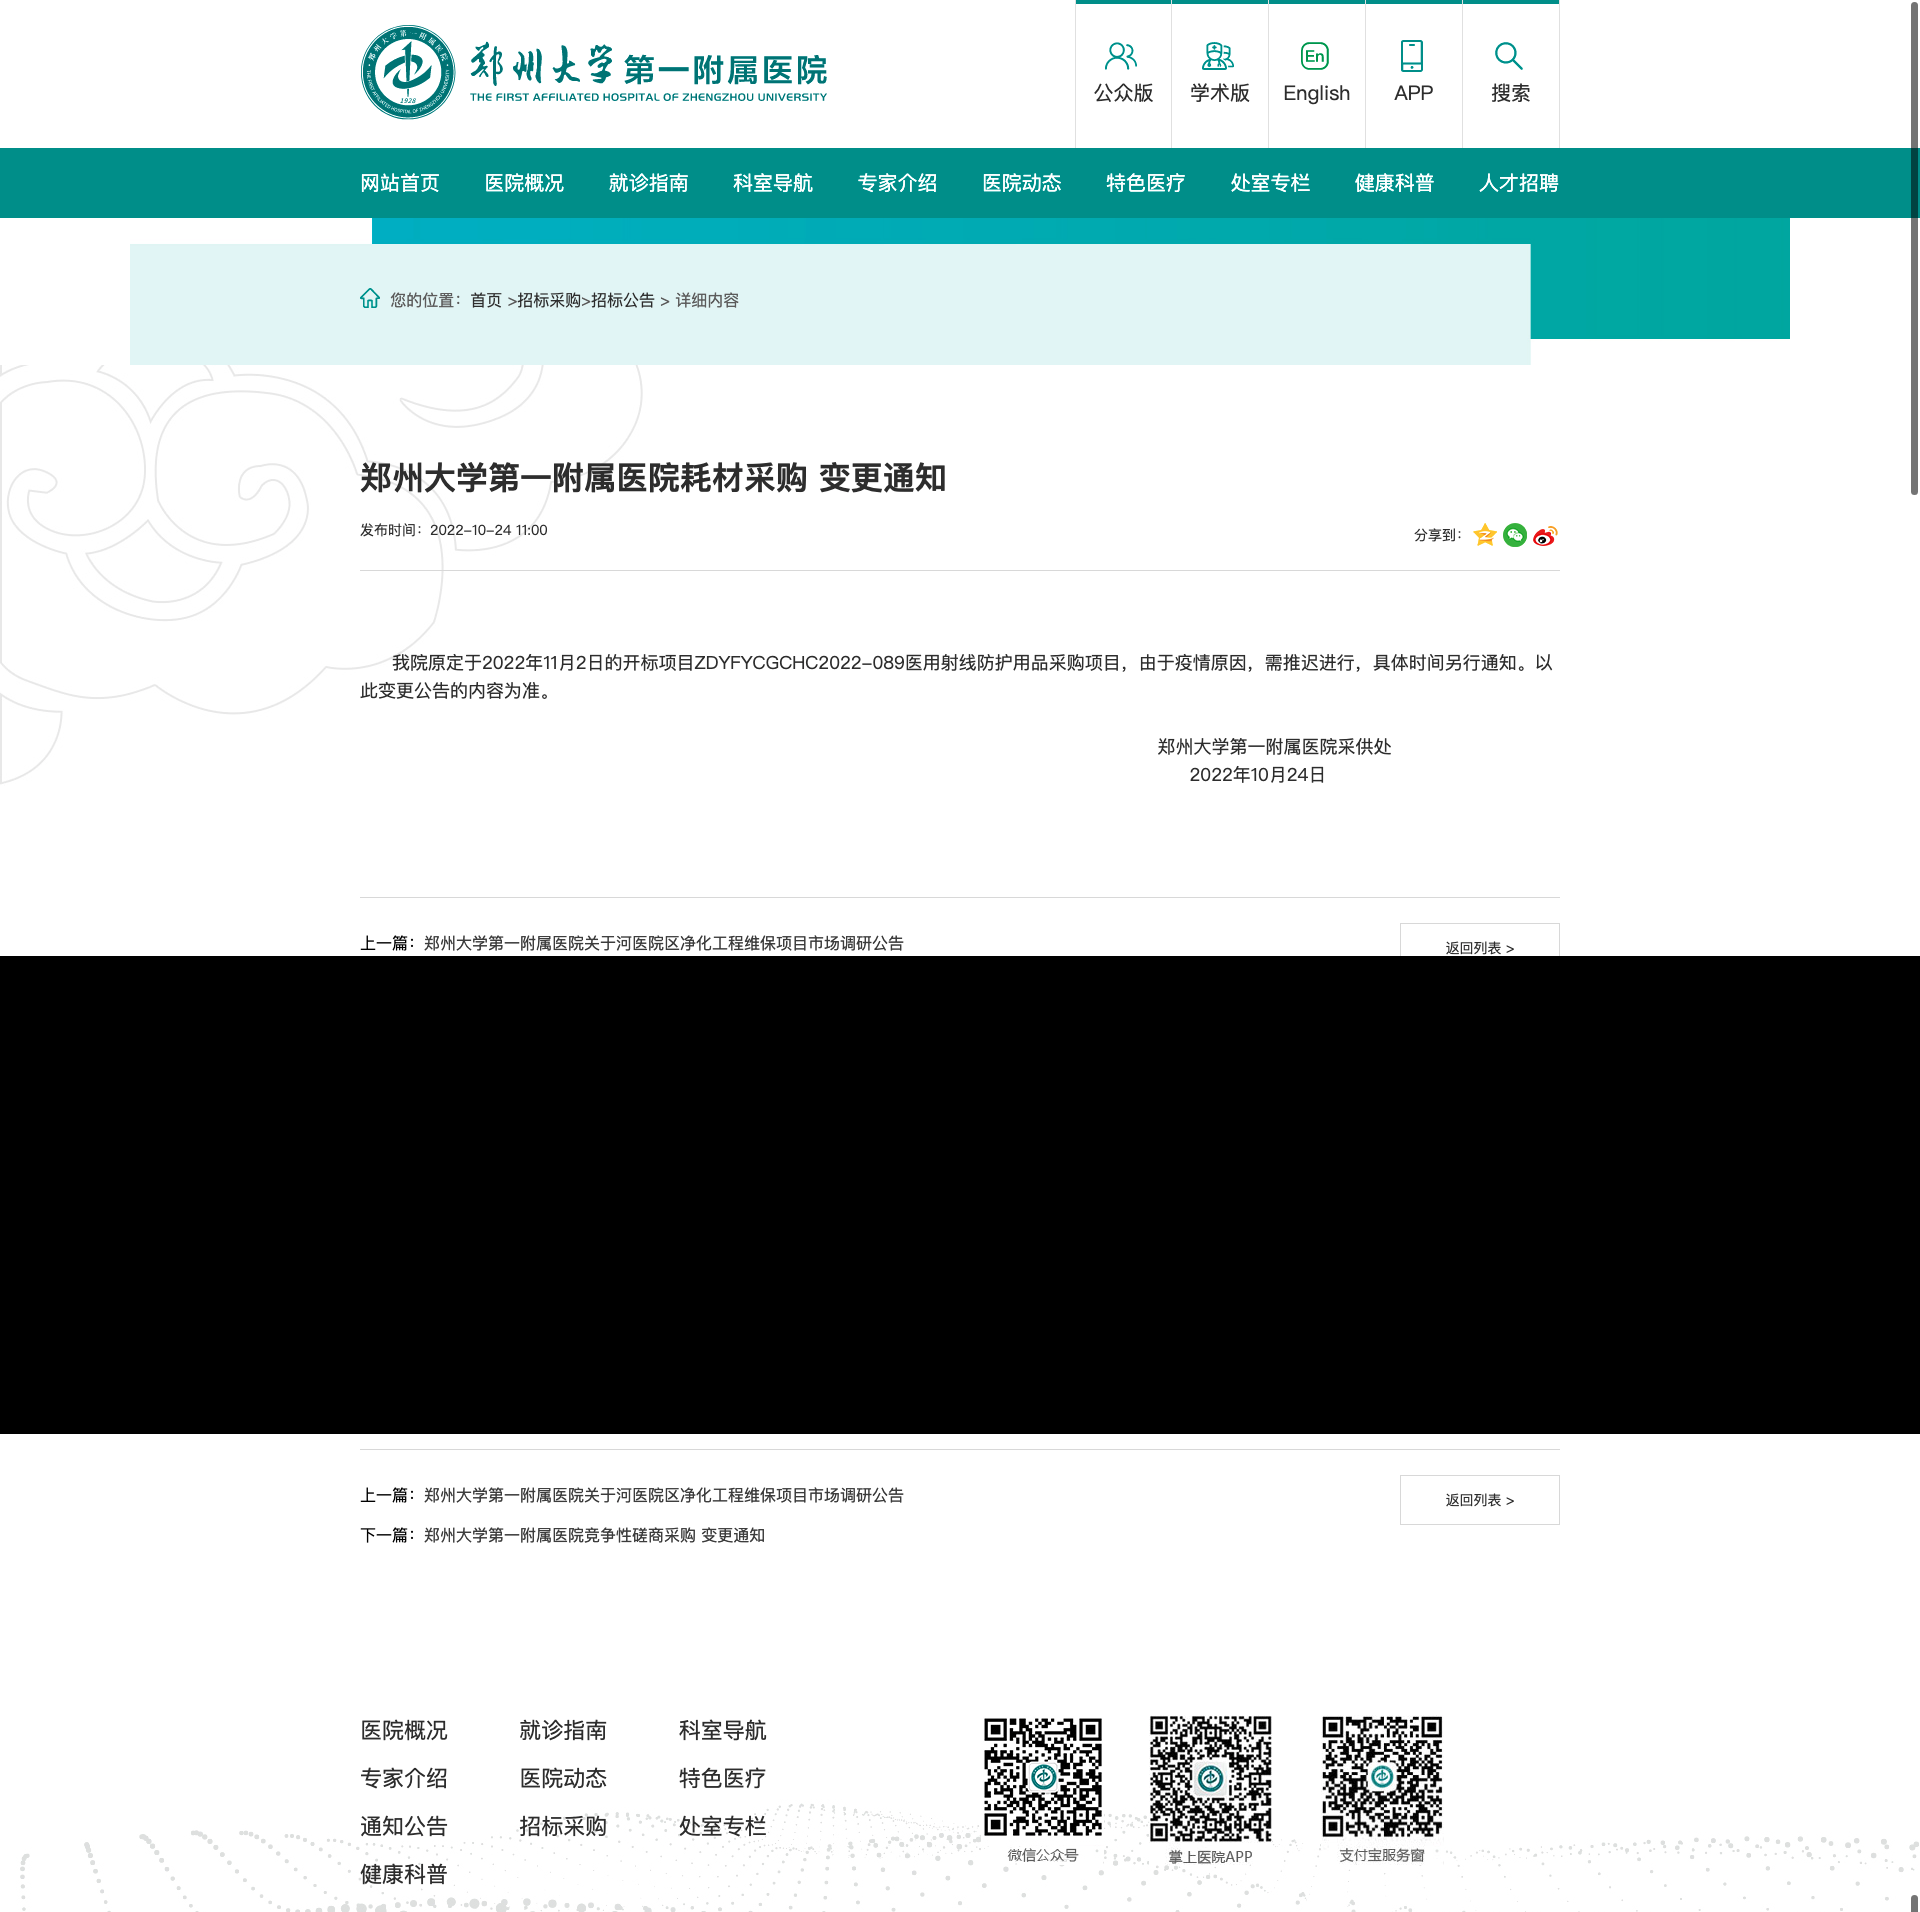 郑州大学第一附属医院
THE FIRST AFFILIATED HOSPITAL OF ZHENGZHOU UNIVERSITY
1928
公众版
学术版
En
English
APP
搜索
网站首页 医院概况 就诊指南 科室导航 专家介绍 医院动态 特色医疗 处室专栏 健康科普 人才招聘
您的位置：首页 >招标采购>招标公告 > 详细内容
郑州大学第一附属医院耗材采购 变更通知
发布时间：2022-10-24 11:00
分享到：
我院原定于2022年11月2日的开标项目ZDYFYCGCHC2022-089医用射线防护用品采购项目，由于疫情原因，需推迟进行，具体时间另行通知。以
此变更公告的内容为准。
郑州大学第一附属医院采供处
2022年10月24日
上一篇：郑州大学第一附属医院关于河医院区净化工程维保项目市场调研公告
返回列表 >
上一篇：郑州大学第一附属医院关于河医院区净化工程维保项目市场调研公告
返回列表 >
下一篇：郑州大学第一附属医院竞争性磋商采购 变更通知
医院概况 就诊指南 科室导航
专家介绍 医院动态 特色医疗
通知公告 招标采购 处室专栏
健康科普
微信公众号
掌上医院APP
支付宝服务窗